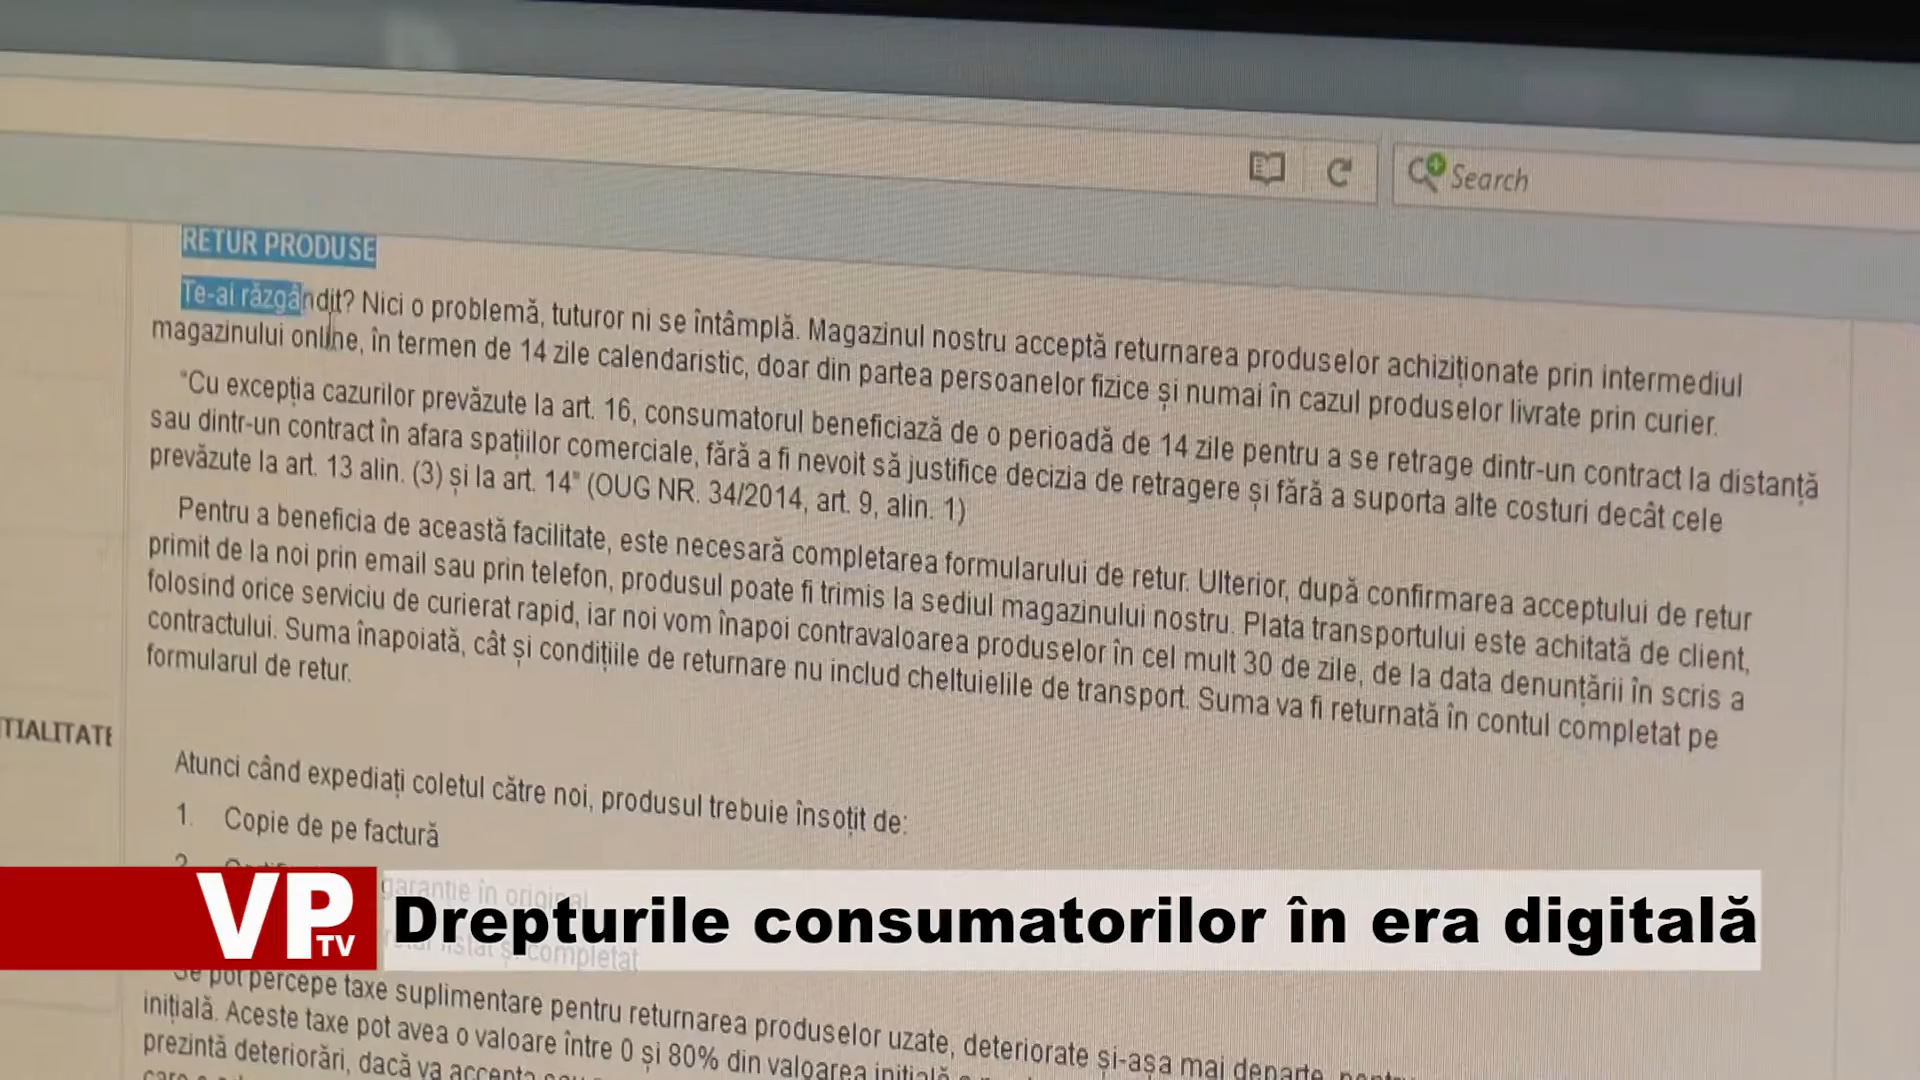 Search
RETUR PRODUSE
Te-ai răzgândit? Nici o problemă, tuturor ni se întâmplă. Magazinul nostru acceptă returnarea produselor achiziționate prin intermediul
magazinului online, în termen de 14 zile calendaristic, doar din partea persoanelor fizice și numai în cazul produselor livrate prin curier.
"Cu excepția cazurilor prevăzute la art. 16, consumatorul beneficiază de o perioadă de 14 zile pentru a se retrage dintr-un contract la distanță
sau dintr-un contract în afara spațiilor comerciale, fără a fi nevoit să justifice decizia de retragere și fără a suporta alte costuri decât cele
prevăzute la art. 13 alin. (3) și la art. 14" (OUG NR. 34/2014, art. 9, alin. 1)
Pentru a beneficia de această facilitate, este necesară completarea formularului de retur. Ulterior, după confirmarea acceptului de retur
primit de la noi prin email sau prin telefon, produsul poate fi trimis la sediul magazinului nostru. Plata transportului este achitată de client,
folosind orice serviciu de curierat rapid, iar noi vom înapoi contravaloarea produselor în cel mult 30 de zile, de la data denunțării în scris a
contractului. Suma înapoiată, cât și condițiile de returnare nu includ cheltuielile de transport. Suma va fi returnată în contul completat pe
formularul de retur.
TIALITATE
Atunci când expediați coletul către noi, produsul trebuie însoțit de:
1. Copie de pe factură
2.
garanție în original
listat și completat
VP TV
Drepturile consumatorilor în era digitală
Se pot percepe taxe suplimentare pentru returnarea produselor uzate, deteriorate și-așa mai departe,
inițială. Aceste taxe pot avea o valoare între 0 și 80% din valoarea inițială
prezintă deteriorări, dacă va accepta